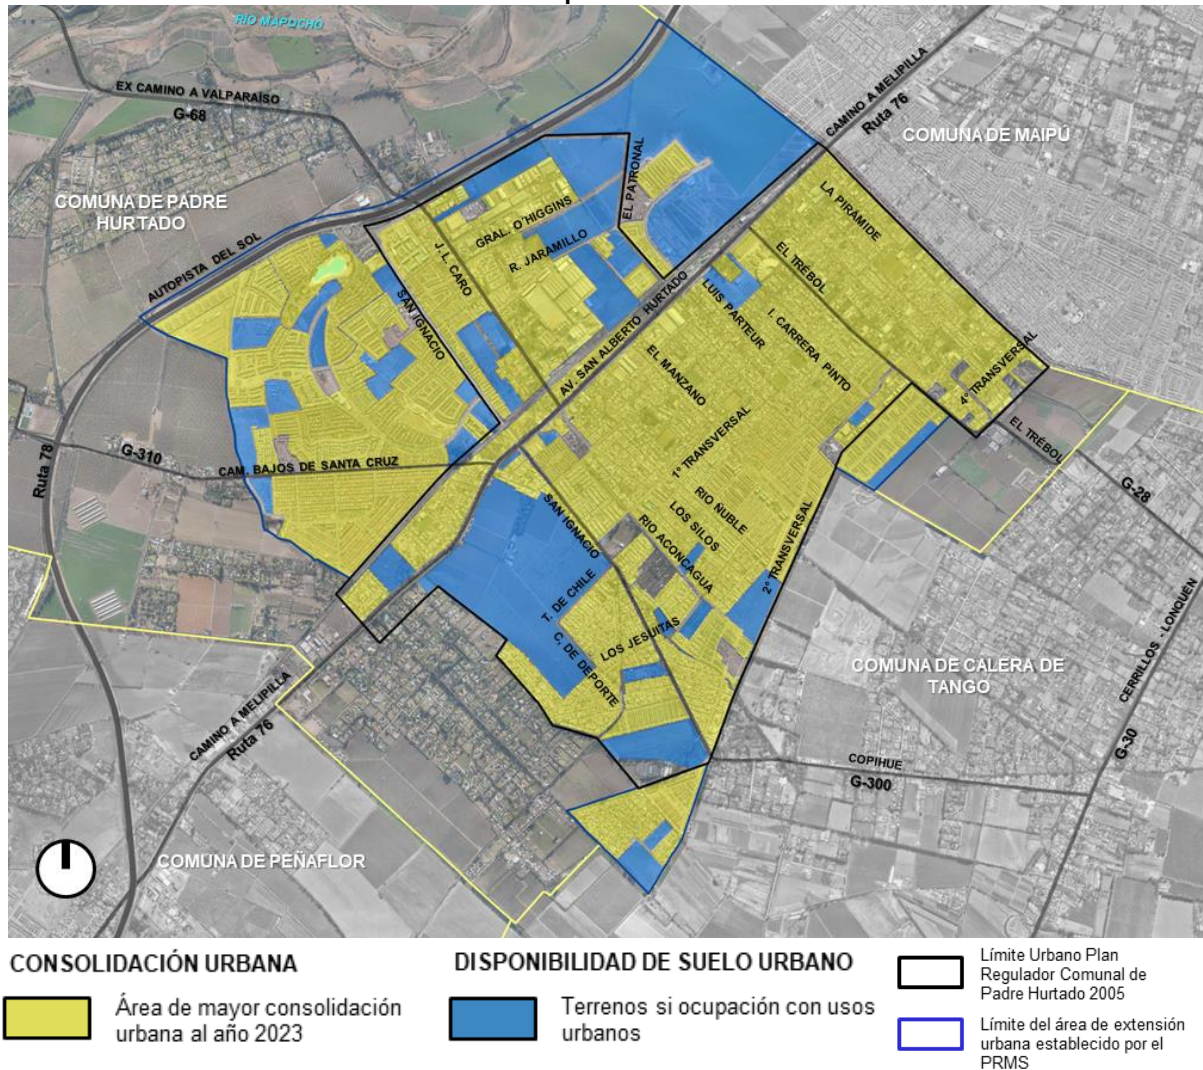 RIO MAPOCHO
EX CAMINO A VALPARAÍSO
G-68
CAMINO A MELIPILLA
Ruta 76
COMUNA DE MAIPÚ
COMUNA DE PADRE
HURTADO
EL PATRONAL
LA PIRÁMIDE
GRAL. O'HIGGINS
R. JARAMILLO
J. L. CARO
EL TRÉBOL
AUTOPISTA DEL SOL
SAN IGNACIO
LUIS PARTEUR
I. CARRERA PINTO
AV. SAN ALBERTO HURTADO
EL MANZANO
4° TRANSVERSAL
1° TRANSVERSAL
EL TRÉBOL
G-310
CAM. BAJOS DE SANTA CRUZ
Ruta 78
G-28
RIO ÑUBLE
LOS SILOS
SAN IGNACIO
RIO ACONCAGUA
2° TRANSVERSAL
T. DE CHILE
C. DE DEPORTE
LOS JESUITAS
COMUNA DE CALERA DE
TANGO
CERRILLOS - LONQUÉN
G-30
CAMINO A MELIPILLA
Ruta 76
COPIHUE
G-300
COMUNA DE PEÑAFLOR
CONSOLIDACIÓN URBANA
Área de mayor consolidación
urbana al año 2023
DISPONIBILIDAD DE SUELO URBANO
Terrenos si ocupación con usos
urbanos
Límite Urbano Plan
Regulador Comunal de
Padre Hurtado 2005
Límite del área de extensión
urbana establecido por el
PRMS